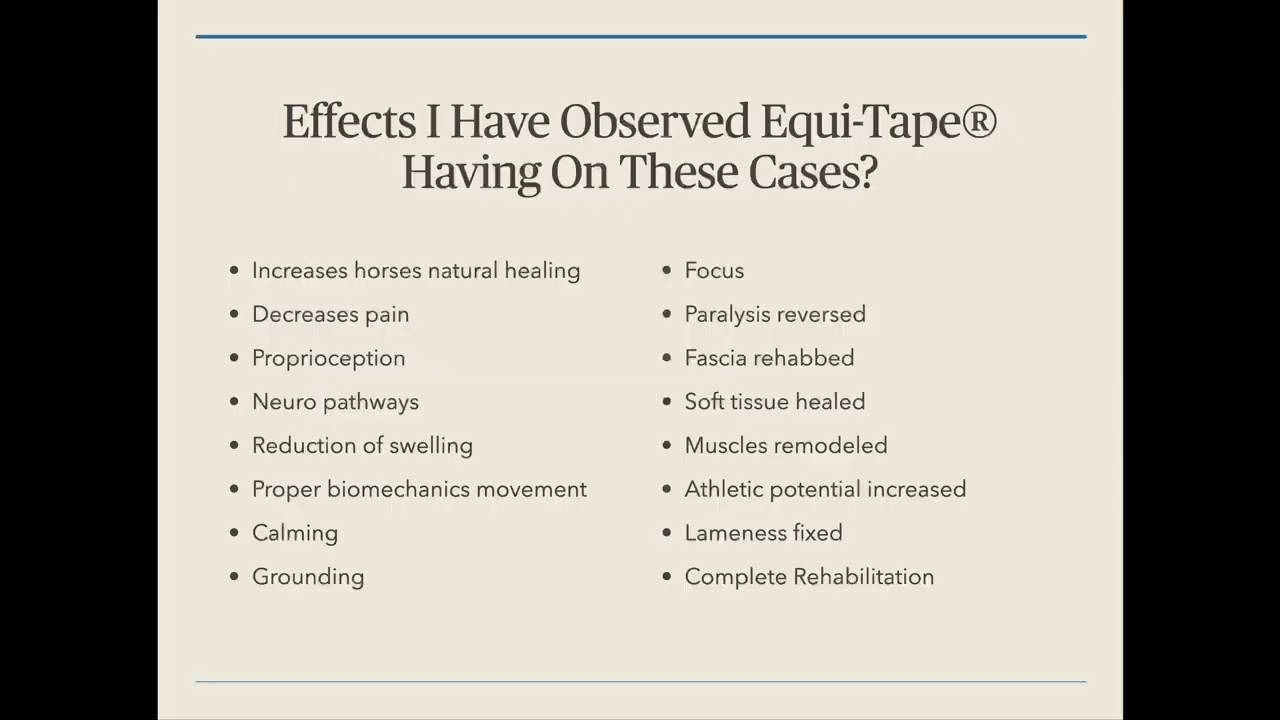 Effects I Have Observed Equi-Tape®
Having On These Cases?
• Increases horses natural healing
• Decreases pain
• Proprioception
• Neuro pathways
• Reduction of swelling
• Proper biomechanics movement
• Calming
• Grounding
• Focus
• Paralysis reversed
• Fascia rehabbed
• Soft tissue healed
• Muscles remodeled
• Athletic potential increased
• Lameness fixed
• Complete Rehabilitation